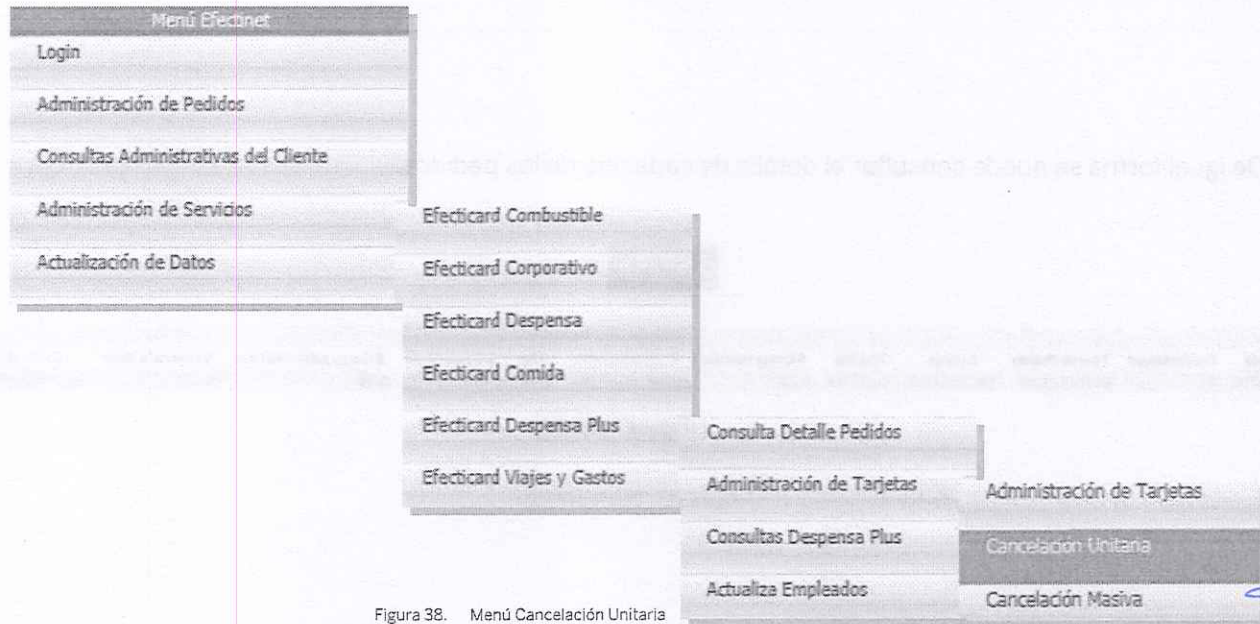 Menú Efectinet
Login
Administración de Pedidos
Consultas Administrativas del Cliente
Administración de Servicios
Actualización de Datos
Efecticard Combustible
Efecticard Corporativo
Efecticard Despensa
Efecticard Comida
Efecticard Despensa Plus
Efecticard Viajes y Gastos
Consulta Detalle Pedidos
Administración de Tarjetas
Consultas Despensa Plus
Actualiza Empleados
Administración de Tarjetas
Cancelación Unitaria
Cancelación Masiva
Figura 38. Menú Cancelación Unitaria
De igual forma se puede consultar el detalle de